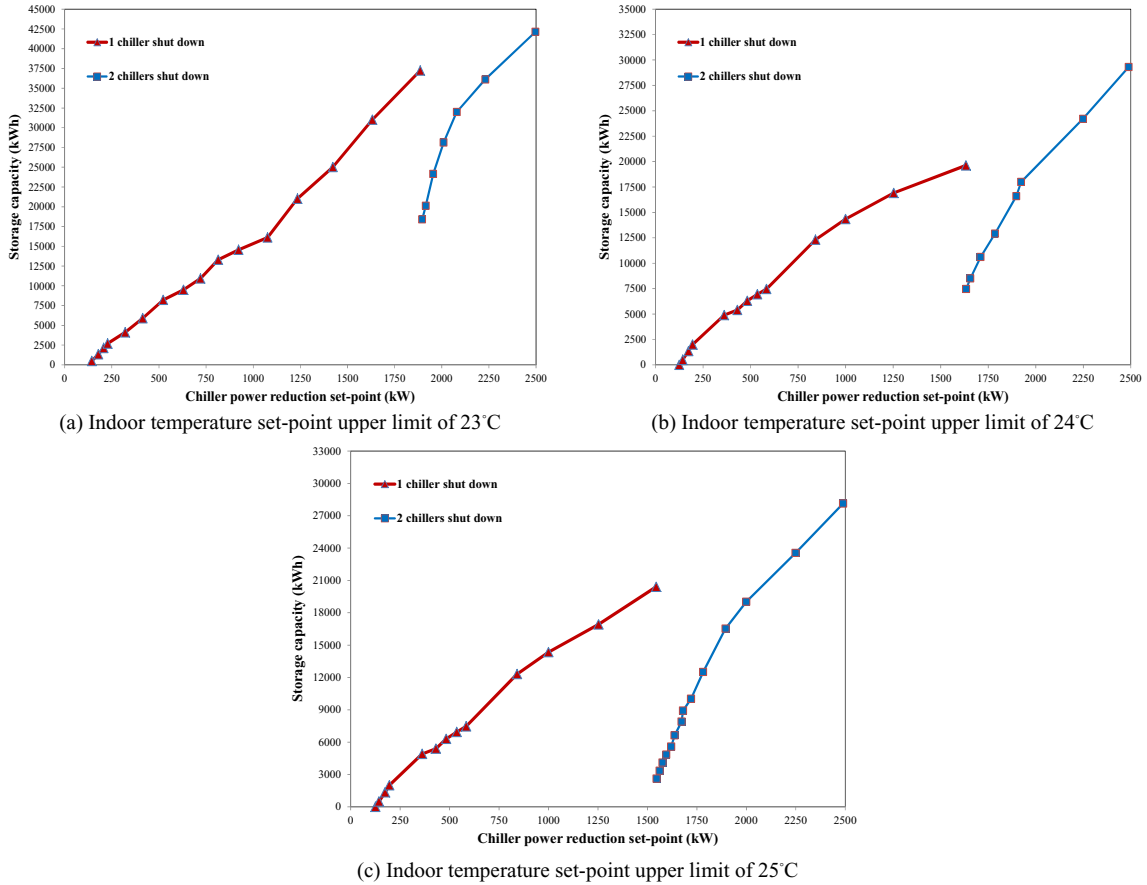 45000
42500
40000
37500
35000
32500
30000
27500
25000
22500
20000
17500
15000
12500
10000
7500
5000
2500
0
Storage capacity (kWh)
1 chiller shut down
2 chillers shut down
0 250 500 750 1000 1250 1500 1750 2000 2250 2500
Chiller power reduction set-point (kW)
(a) Indoor temperature set-point upper limit of 23°C
35000
32500
30000
27500
25000
22500
20000
17500
15000
12500
10000
7500
5000
2500
0
Storage capacity (kWh)
1 chiller shut down
2 chillers shut down
0 250 500 750 1000 1250 1500 1750 2000 2250 2500
Chiller power reduction set-point (kW)
(b) Indoor temperature set-point upper limit of 24°C
33000
30000
27000
24000
21000
18000
15000
12000
9000
6000
3000
0
Storage capacity (kWh)
1 chiller shut down
2 chillers shut down
0 250 500 750 1000 1250 1500 1750 2000 2250 2500
Chiller power reduction set-point (kW)
(c) Indoor temperature set-point upper limit of 25°C